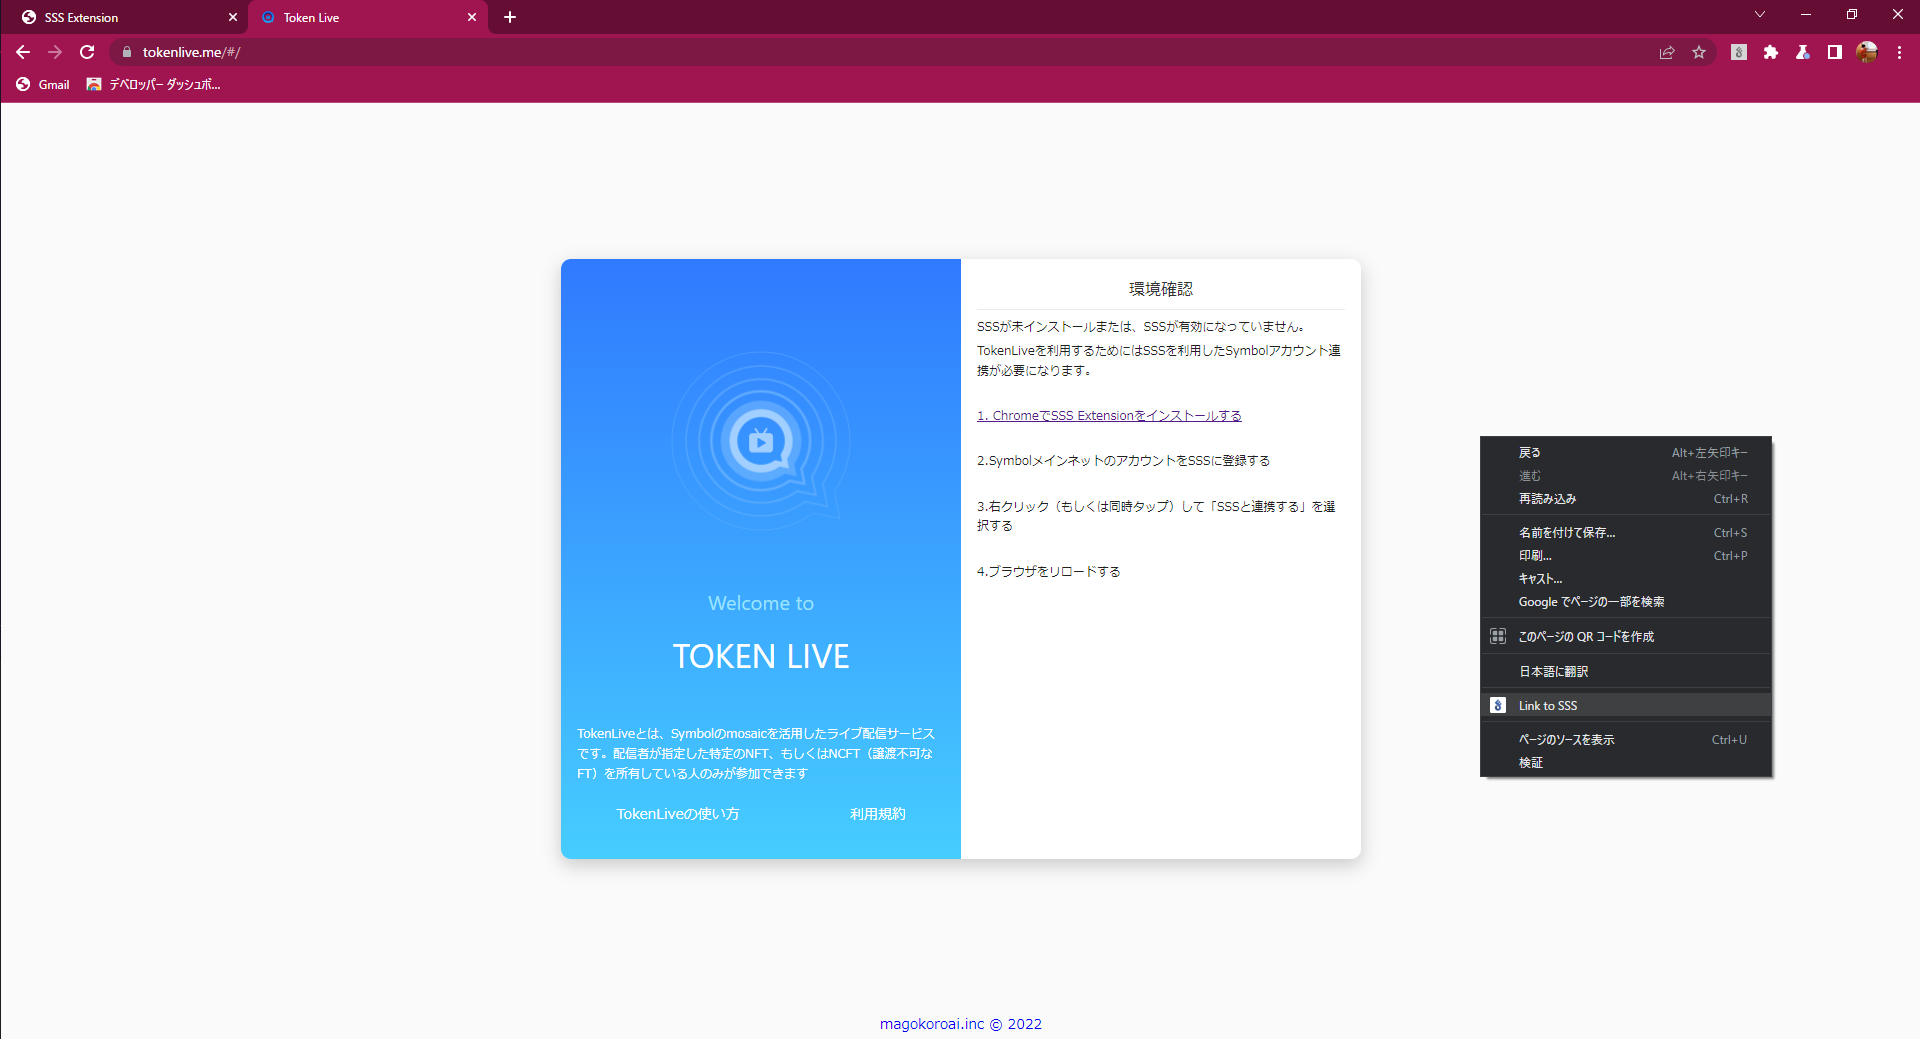 SSS Extension
Token Live
tokenlive.me/#/
Gmail
デベロッパー ダッシュボ...
環境確認
SSSが未インストールまたは、SSSが有効になっていません。
TokenLiveを利用するためにはSSSを利用したSymbolアカウント連
携が必要になります。
1. ChromeでSSS Extensionをインストールする
2.SymbolメインネットのアカウントをSSSに登録する
3.右クリック（もしくは同時タップ）して「SSSと連携する」を選
択する
4.ブラウザをリロードする
Welcome to
TOKEN LIVE
TokenLiveとは、Symbolのmosaicを活用したライブ配信サービス
です。配信者が指定した特定のNFT、もしくはNCFT（譲渡不可な
FT）を所有している人のみが参加できます
TokenLiveの使い方 利用規約
戻る Alt+左矢印キー
進む Alt+右矢印キー
再読み込み Ctrl+R
名前を付けて保存... Ctrl+S
印刷... Ctrl+P
キャスト...
Google でページの一部を検索
このページの QR コードを作成
日本語に翻訳
Link to SSS
ページのソースを表示 Ctrl+U
検証
magokoroai.inc © 2022